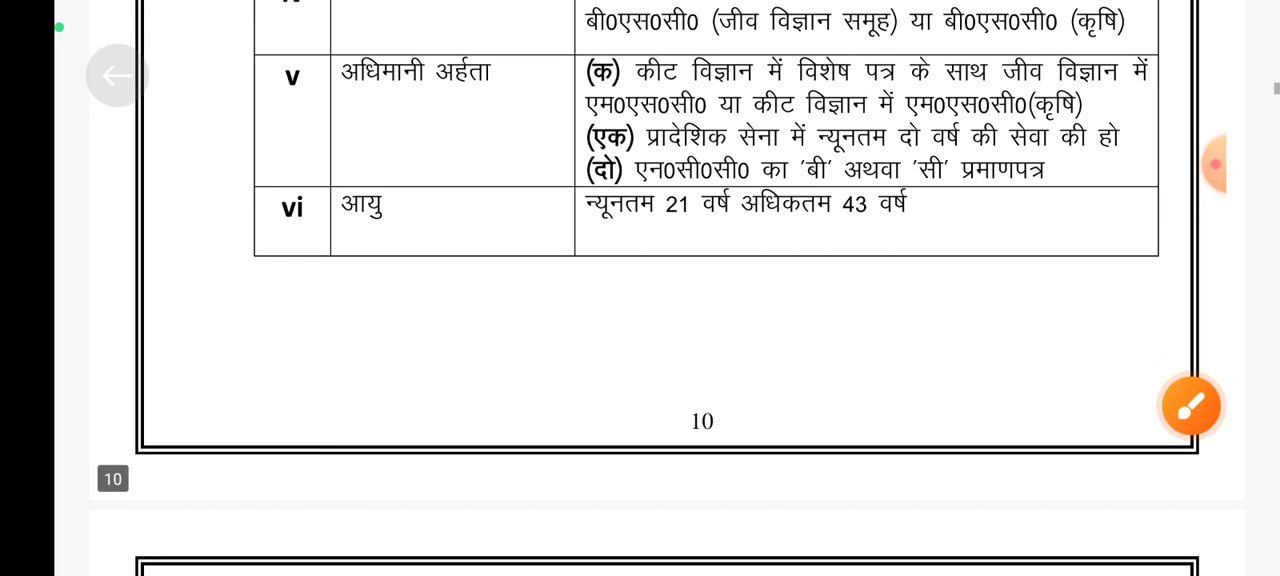 बी0एस0सी0 (जीव विज्ञान समूह) या बी0एस0सी0 (कृषि)
v अधिमानी अर्हता (क) कीट विज्ञान में विशेष पत्र के साथ जीव विज्ञान में
एम0एस0सी0 या कीट विज्ञान में एम0एस0सी0(कृषि)
(एक) प्रादेशिक सेना में न्यूनतम दो वर्ष की सेवा की हो
(दो) एन0सी0सी0 का 'बी' अथवा 'सी' प्रमाणपत्र
vi आयु न्यूनतम 21 वर्ष अधिकतम 43 वर्ष
10
10